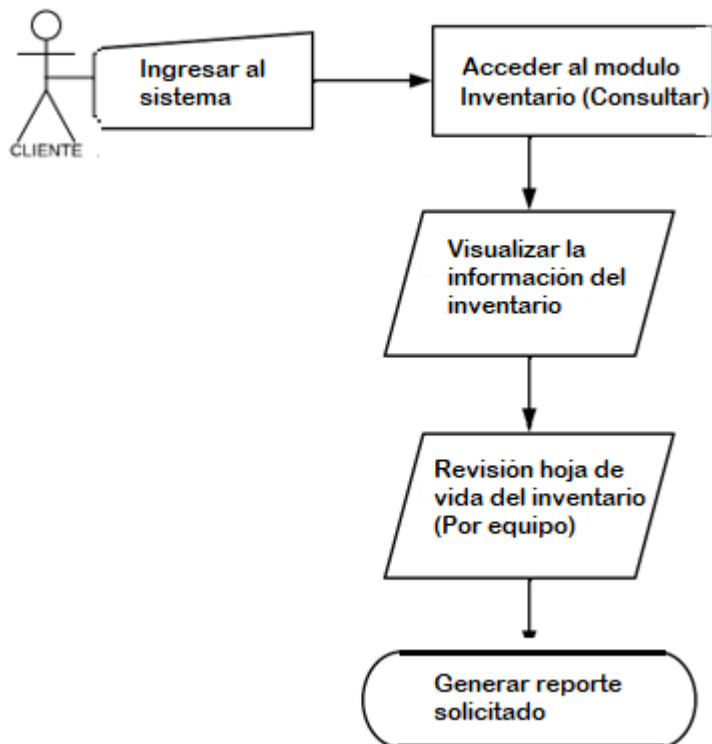 CLIENTE
Ingresar al
sistema
Acceder al modulo
Inventario (Consultar)
Visualizar la
información del
inventario
Revisión hoja de
vida del inventario
(Por equipo)
Generar reporte
solicitado